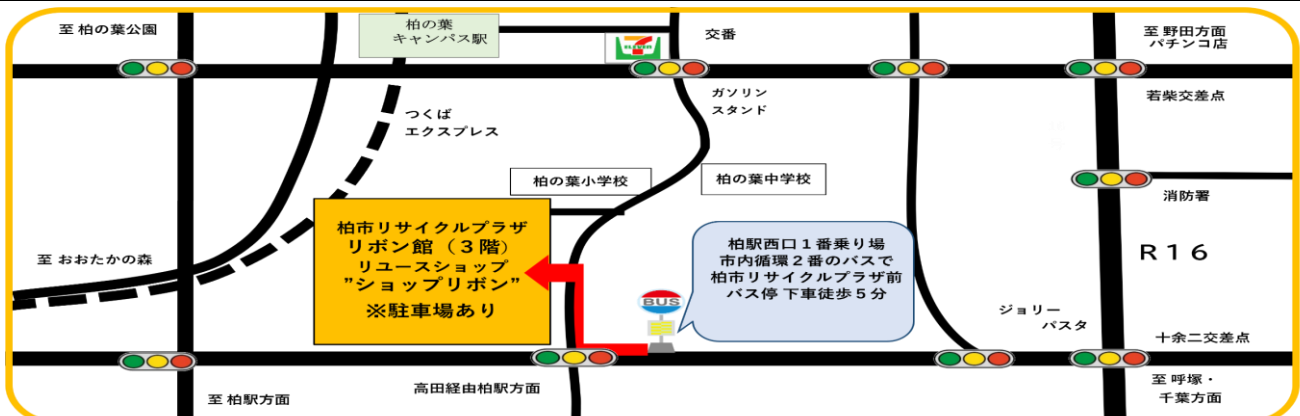 至 柏の葉公園
柏の葉
キャンパス駅
ELEVEN
交番
至 野田方面
パチンコ店
つくば
エクスプレス
ガソリン
スタンド
若柴交差点
柏の葉小学校
柏の葉中学校
消防署
至 おおたかの森
柏市リサイクルプラザ
リボン館（３階）
リユースショップ
”ショップリボン”
※駐車場あり
BUS
柏駅西口１番乗り場
市内循環２番のバスで
柏市リサイクルプラザ前
バス停 下車徒歩５分
R16
ジョリー
パスタ
十余二交差点
至 柏駅方面
高田経由柏駅方面
至 呼塚・
千葉方面